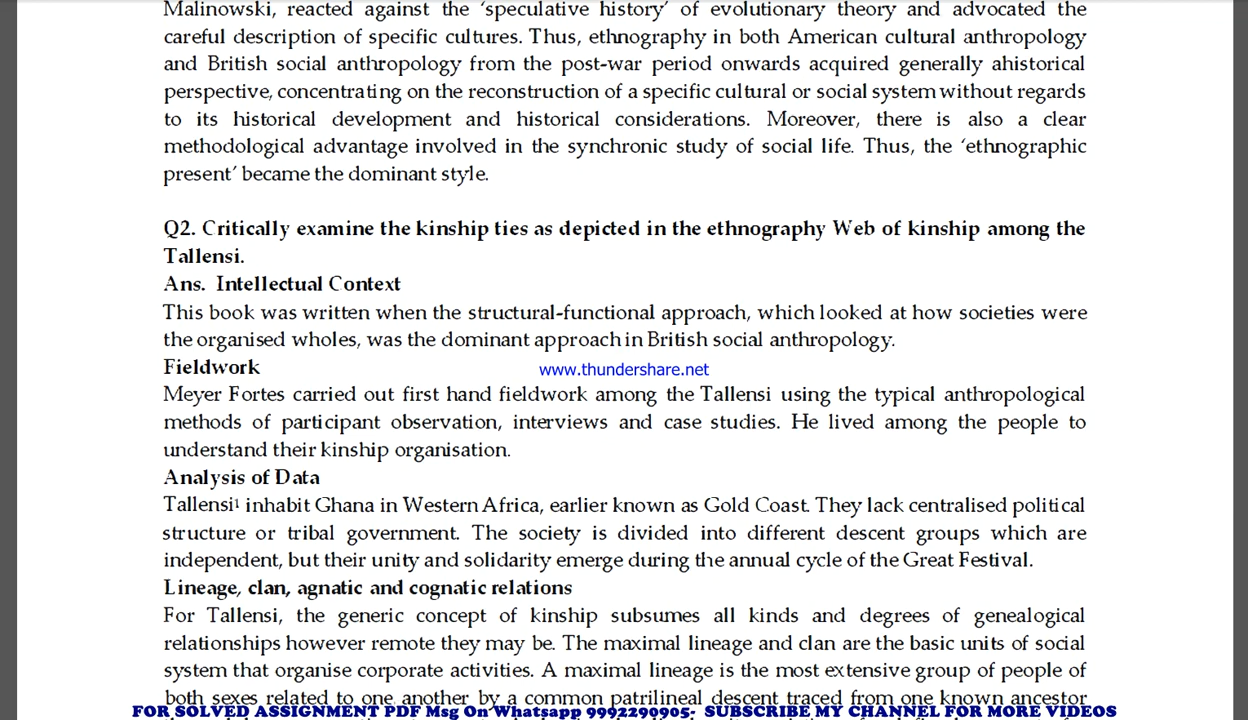 Malinowski, reacted against the ‘speculative history’ of evolutionary theory and advocated the
careful description of specific cultures. Thus, ethnography in both American cultural anthropology
and British social anthropology from the post-war period onwards acquired generally ahistorical
perspective, concentrating on the reconstruction of a specific cultural or social system without regards
to its historical development and historical considerations. Moreover, there is also a clear
methodological advantage involved in the synchronic study of social life. Thus, the ‘ethnographic
present’ became the dominant style.
Q2. Critically examine the kinship ties as depicted in the ethnography Web of kinship among the
Tallensi.
Ans. Intellectual Context
This book was written when the structural-functional approach, which looked at how societies were
the organised wholes, was the dominant approach in British social anthropology.
Fieldwork
www.thundershare.net
Meyer Fortes carried out first hand fieldwork among the Tallensi using the typical anthropological
methods of participant observation, interviews and case studies. He lived among the people to
understand their kinship organisation.
Analysis of Data
Tallensi¹ inhabit Ghana in Western Africa, earlier known as Gold Coast. They lack centralised political
structure or tribal government. The society is divided into different descent groups which are
independent, but their unity and solidarity emerge during the annual cycle of the Great Festival.
Lineage, clan, agnatic and cognatic relations
For Tallensi, the generic concept of kinship subsumes all kinds and degrees of genealogical
relationships however remote they may be. The maximal lineage and clan are the basic units of social
system that organise corporate activities. A maximal lineage is the most extensive group of people of
both sexes related to one another by a common patrilineal descent traced from one known ancestor
FOR SOLVED ASSIGNMENT PDF Msg On Whatsapp 9992290905- SUBSCRIBE MY CHANNEL FOR MORE VIDEOS